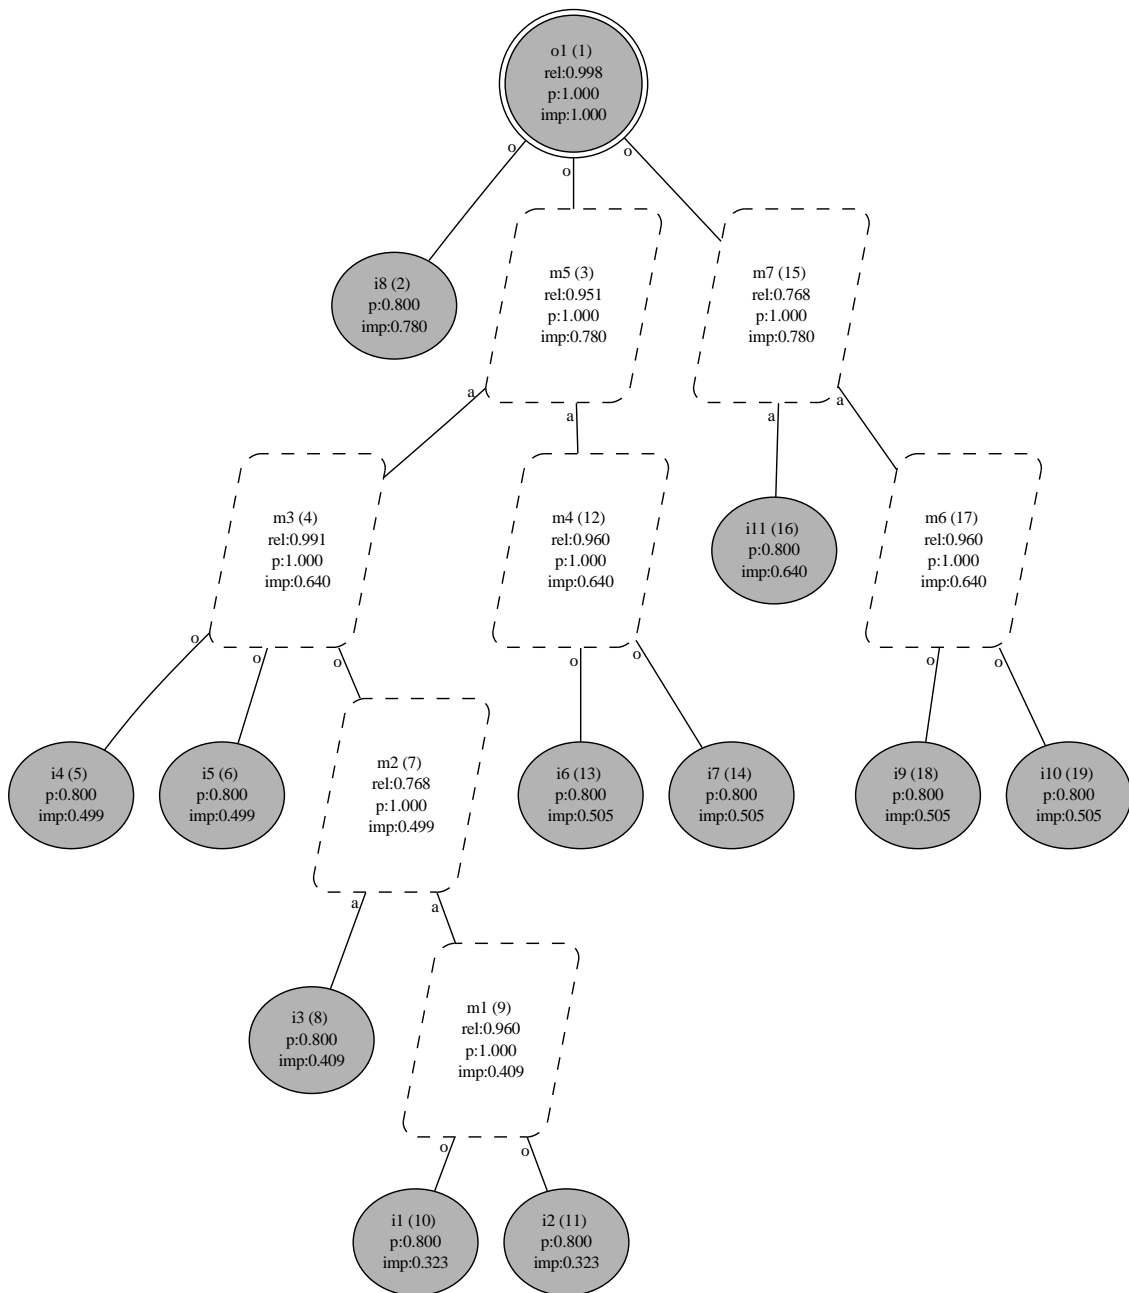 o1 (1)
rel:0.998
p:1.000
imp:1.000
o
o
o
i8 (2)
p:0.800
imp:0.780
m5 (3)
rel:0.951
p:1.000
imp:0.780
m7 (15)
rel:0.768
p:1.000
imp:0.780
a
a
a
a
m3 (4)
rel:0.991
p:1.000
imp:0.640
m4 (12)
rel:0.960
p:1.000
imp:0.640
i11 (16)
p:0.800
imp:0.640
m6 (17)
rel:0.960
p:1.000
imp:0.640
o
o
o
o
o
o
o
i4 (5)
p:0.800
imp:0.499
i5 (6)
p:0.800
imp:0.499
m2 (7)
rel:0.768
p:1.000
imp:0.499
i6 (13)
p:0.800
imp:0.505
i7 (14)
p:0.800
imp:0.505
i9 (18)
p:0.800
imp:0.505
i10 (19)
p:0.800
imp:0.505
a
a
i3 (8)
p:0.800
imp:0.409
m1 (9)
rel:0.960
p:1.000
imp:0.409
o
o
i1 (10)
p:0.800
imp:0.323
i2 (11)
p:0.800
imp:0.323